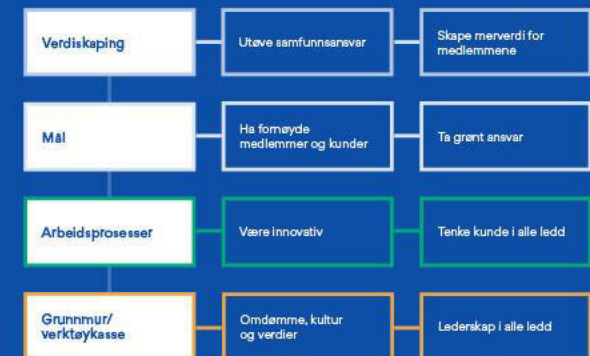 Verdiskaping
Utøve samfunnsansvar
Skape merverdi for
medlemmene
Mål
Ha fornøyde
medlemmer og kunder
Ta grønt ansvar
Arbeidsprosesser
Være innovativ
Tenke kunde i alle ledd
Grunnmur/
verktøykasse
Omdømme, kultur
og verdier
Lederskap i alle ledd